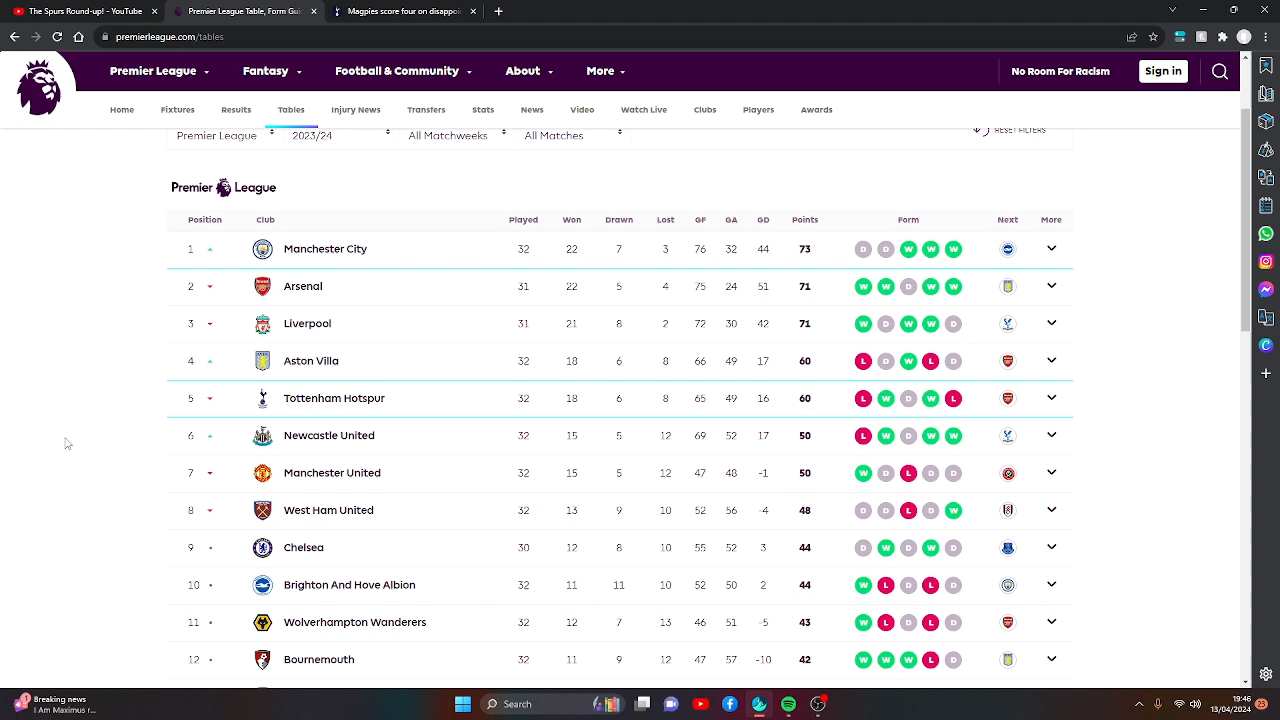 The Spurs Round-up! - YouTube
Premier League Table, Form Gui
Magpies score four on disapp
premierleague.com/tables
Premier League Fantasy Football & Community About More No Room For Racism Sign in
Home Fixtures Results Tables Injury News Transfers Stats News Video Watch Live Clubs Players Awards
Premier League 2023/24 All Matchweeks All Matches RESET FILTERS
Premier League
Position Club Played Won Drawn Lost GF GA GD Points Form Next More
1 Manchester City 32 22 7 3 76 32 44 73 D D W W W
2 Arsenal 31 22 5 4 75 24 51 71 W W D W W
3 Liverpool 31 21 8 2 72 30 42 71 W D W W D
4 Aston Villa 32 18 6 8 66 49 17 60 L D W L D
5 Tottenham Hotspur 32 18 6 8 65 49 16 60 L W D W L
6 Newcastle United 32 15 5 12 69 52 17 50 L W D W W
7 Manchester United 32 15 5 12 47 48 -1 50 W D L D D
8 West Ham United 32 13 9 10 52 56 -4 48 D D L D W
9 Chelsea 30 12 8 10 55 52 3 44 D W D W D
10 Brighton And Hove Albion 32 11 11 10 52 50 2 44 W L D L D
11 Wolverhampton Wanderers 32 12 7 13 46 51 -5 43 W L D L D
12 Bournemouth 32 11 9 12 47 57 -10 42 W W W L D
Breaking news
I Am Maximus r...
Search
19:46
13/04/2024